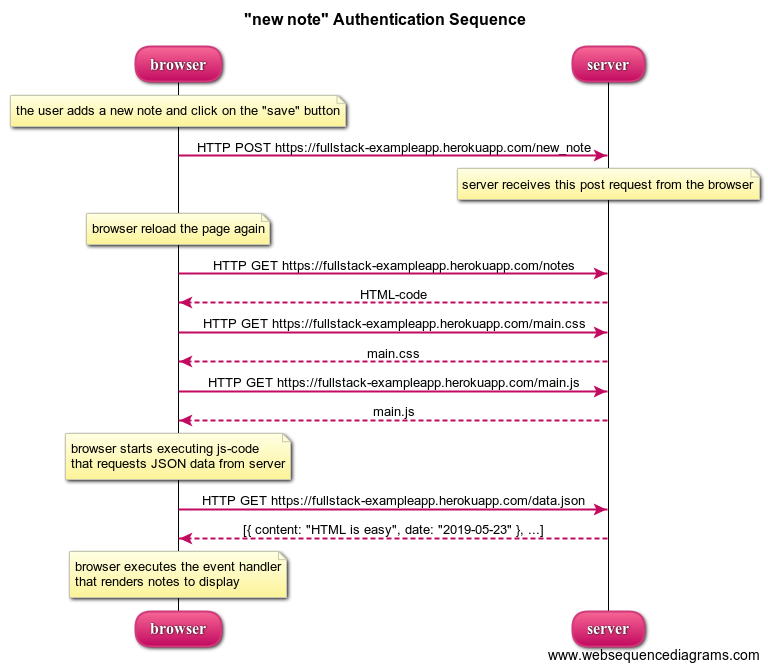 "new note" Authentication Sequence
browser
server
the user adds a new note and click on the "save" button
HTTP POST https://fullstack-exampleapp.herokuapp.com/new_note
server receives this post request from the browser
browser reload the page again
HTTP GET https://fullstack-exampleapp.herokuapp.com/notes
HTML-code
HTTP GET https://fullstack-exampleapp.herokuapp.com/main.css
main.css
HTTP GET https://fullstack-exampleapp.herokuapp.com/main.js
main.js
browser starts executing js-code
that requests JSON data from server
HTTP GET https://fullstack-exampleapp.herokuapp.com/data.json
[{ content: "HTML is easy", date: "2019-05-23" }, ...]
browser executes the event handler
that renders notes to display
browser
server
www.websequencediagrams.com